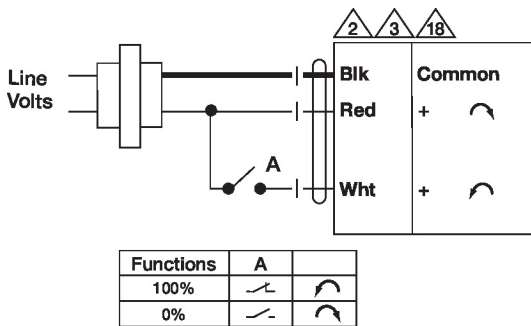 2 3 18
Line
Volts
Blk Common
Red +
A
Wht +
Functions A
100%
0%